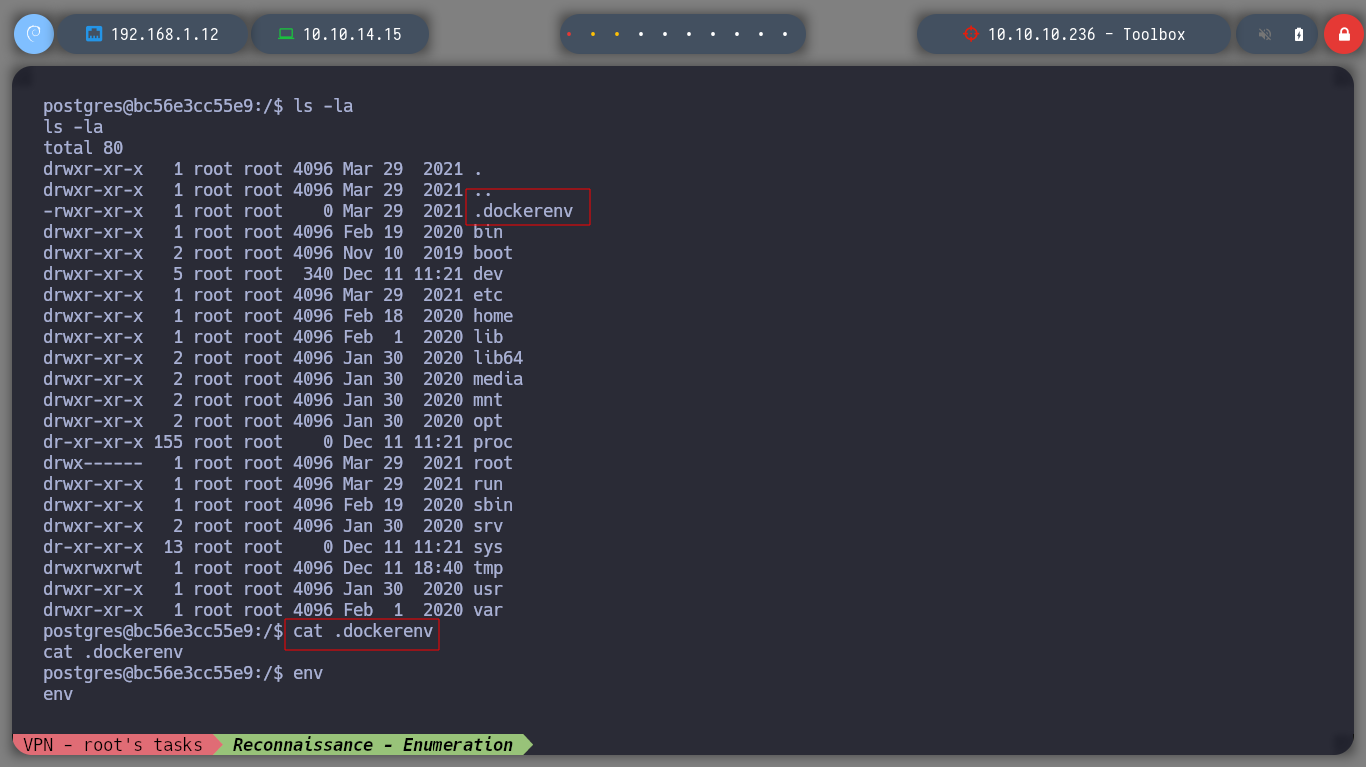 192.168.1.12 10.10.14.15 10.10.10.236 - Toolbox
postgres@bc56e3cc55e9:/$ ls -la
ls -la
total 80
drwxr-xr-x   1 root root 4096 Mar 29  2021 .
drwxr-xr-x   1 root root 4096 Mar 29  2021 ..
-rwxr-xr-x   1 root root    0 Mar 29  2021 .dockerenv
drwxr-xr-x   1 root root 4096 Feb 19  2020 bin
drwxr-xr-x   2 root root 4096 Nov 10  2019 boot
drwxr-xr-x   5 root root  340 Dec 11 11:21 dev
drwxr-xr-x   1 root root 4096 Mar 29  2021 etc
drwxr-xr-x   1 root root 4096 Feb 18  2020 home
drwxr-xr-x   1 root root 4096 Feb  1  2020 lib
drwxr-xr-x   2 root root 4096 Jan 30  2020 lib64
drwxr-xr-x   2 root root 4096 Jan 30  2020 media
drwxr-xr-x   2 root root 4096 Jan 30  2020 mnt
drwxr-xr-x   2 root root 4096 Jan 30  2020 opt
dr-xr-xr-x 155 root root    0 Dec 11 11:21 proc
drwx------   1 root root 4096 Mar 29  2021 root
drwxr-xr-x   1 root root 4096 Mar 29  2021 run
drwxr-xr-x   1 root root 4096 Feb 19  2020 sbin
drwxr-xr-x   2 root root 4096 Jan 30  2020 srv
dr-xr-xr-x  13 root root    0 Dec 11 11:21 sys
drwxrwxrwt   1 root root 4096 Dec 11 18:40 tmp
drwxr-xr-x   1 root root 4096 Jan 30  2020 usr
drwxr-xr-x   1 root root 4096 Feb  1  2020 var
postgres@bc56e3cc55e9:/$ cat .dockerenv
cat .dockerenv
postgres@bc56e3cc55e9:/$ env
env
VPN - root's tasks Reconnaissance - Enumeration